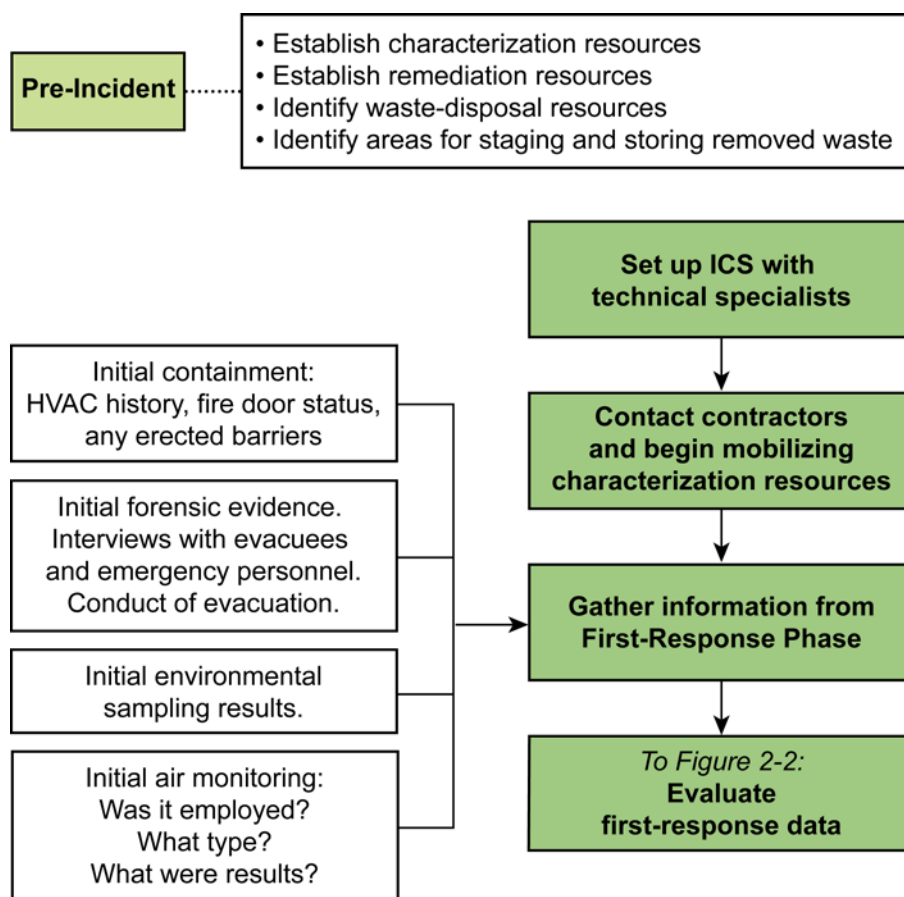 Pre-Incident
• Establish characterization resources
• Establish remediation resources
• Identify waste-disposal resources
• Identify areas for staging and storing removed waste
Set up ICS with
technical specialists
Contact contractors
and begin mobilizing
characterization resources
Initial containment:
HVAC history, fire door status,
any erected barriers
Initial forensic evidence.
Interviews with evacuees
and emergency personnel.
Conduct of evacuation.
Initial environmental
sampling results.
Initial air monitoring:
Was it employed?
What type?
What were results?
Gather information from
First-Response Phase
To Figure 2-2:
Evaluate
first-response data